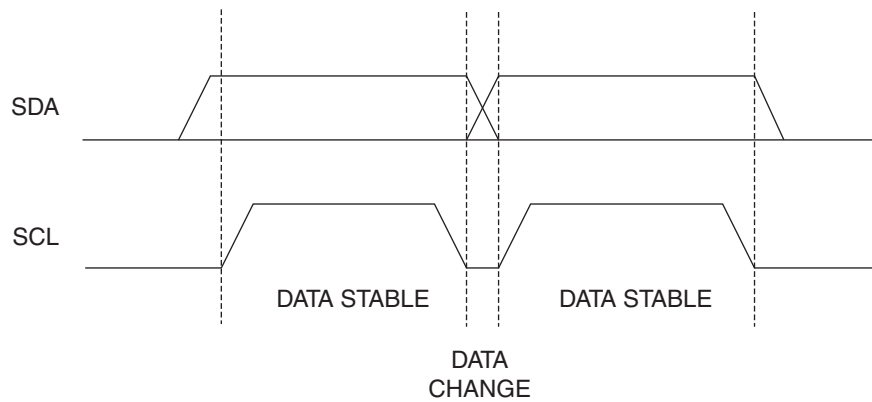 SDA
SCL
DATA STABLE
DATA STABLE
DATA
CHANGE